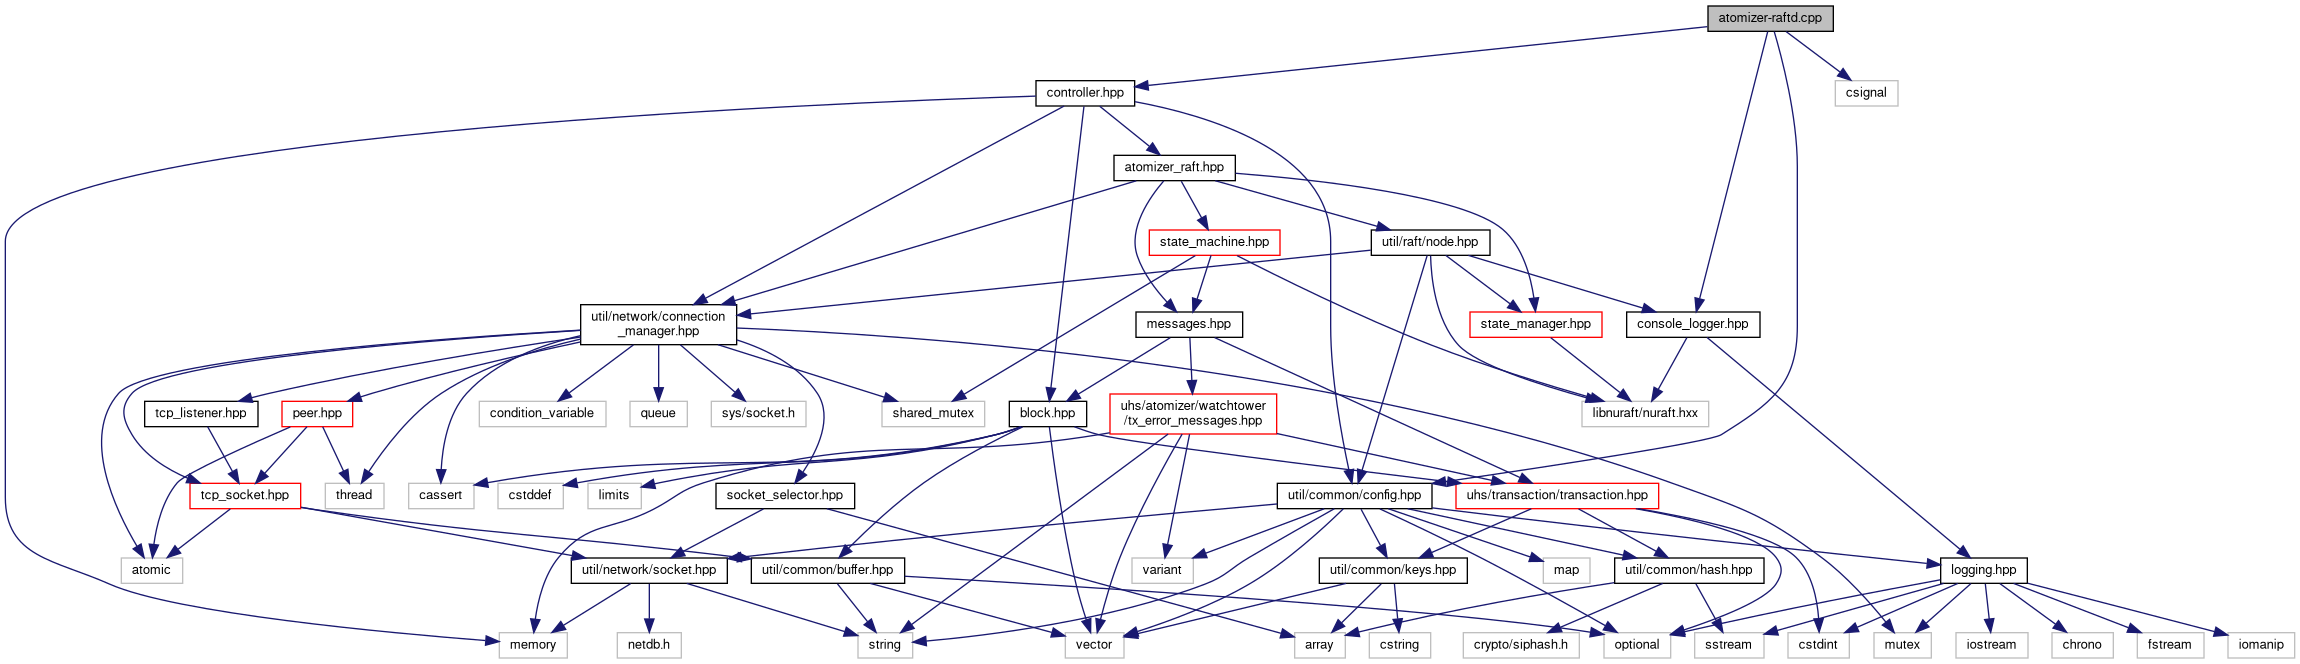 atomizer-raftd.cpp
controller.hpp
csignal
atomizer_raft.hpp
state_machine.hpp
util/raft/node.hpp
util/network/connection
_manager.hpp
messages.hpp
state_manager.hpp
console_logger.hpp
tcp_listener.hpp
peer.hpp
condition_variable
queue
sys/socket.h
shared_mutex
block.hpp
uhs/atomizer/watchtower
/tx_error_messages.hpp
libnuraft/nuraft.hxx
tcp_socket.hpp
thread
cassert
cstddef
limits
socket_selector.hpp
util/common/config.hpp
uhs/transaction/transaction.hpp
atomic
util/network/socket.hpp
util/common/buffer.hpp
variant
util/common/keys.hpp
map
util/common/hash.hpp
logging.hpp
memory
netdb.h
string
vector
array
cstring
crypto/siphash.h
optional
sstream
cstdint
mutex
iostream
chrono
fstream
iomanip